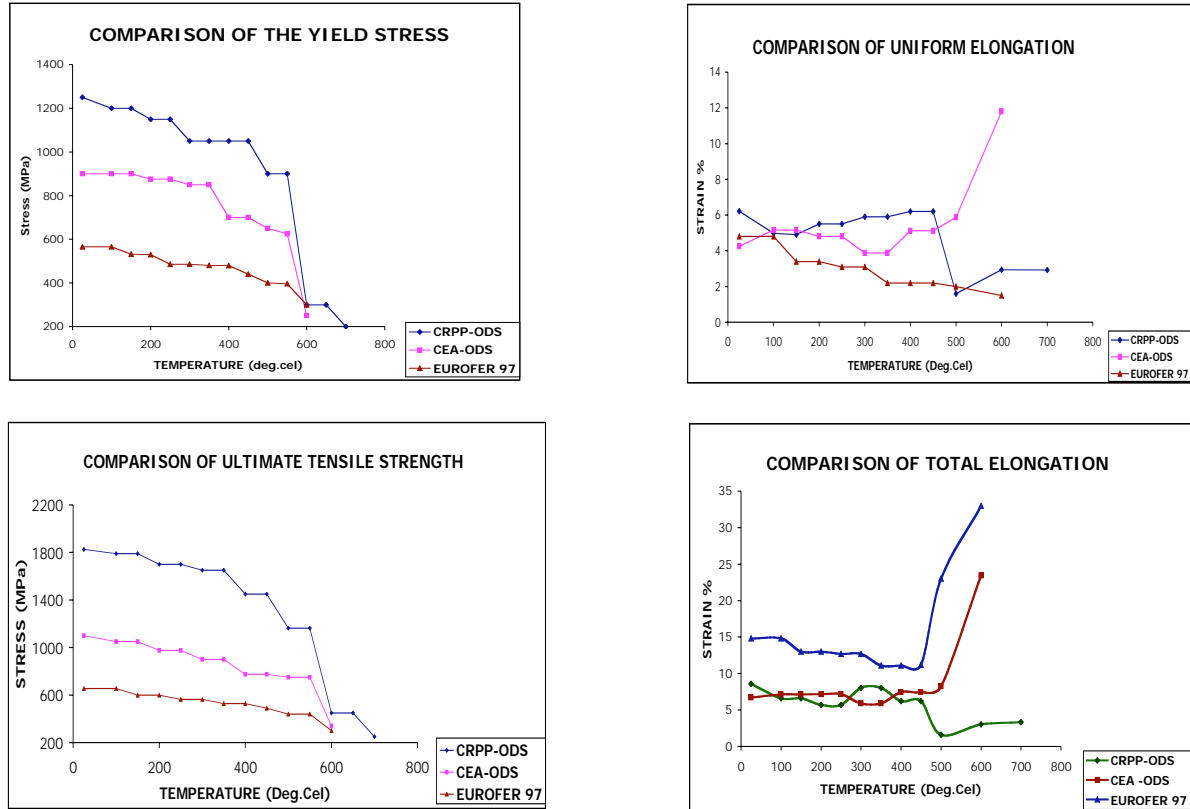 COMPARISON OF THE YIELD STRESS
1400
1200
1000
800
600
400
200
Stress (MPa)
0 200 400 600 800
TEMPERATURE (deg.cel)
CRPP-ODS
CEA-ODS
EUROFER 97
COMPARISON OF UNIFORM ELONGATION
14
12
10
8
6
4
2
0
STRAIN %
0 100 200 300 400 500 600 700 800
TEMPERATURE (Deg.Cel)
CRPP-ODS
CEA-ODS
EUROFER 97
COMPARISON OF ULTIMATE TENSILE STRENGTH
2200
1800
1400
1000
600
200
STRESS (MPa)
0 200 400 600 800
TEMPERATURE (Deg.Cel)
CRPP-ODS
CEA-ODS
EUROFER 97
COMPARISON OF TOTAL ELONGATION
35
30
25
20
15
10
5
0
STRAIN %
0 100 200 300 400 500 600 700 800
TEMPERATURE (Deg.Cel)
CRPP-ODS
CEA -ODS
EUROFER 97